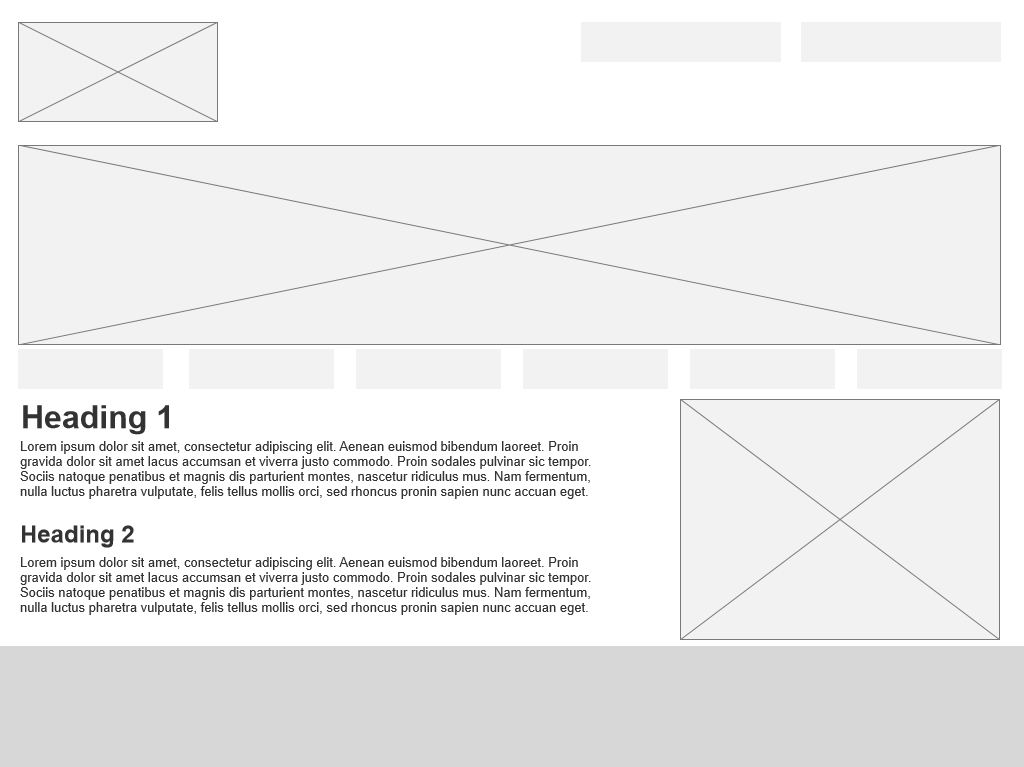 Heading 1
Lorem ipsum dolor sit amet, consectetur adipiscing elit. Aenean euismod bibendum laoreet. Proin
gravida dolor sit amet lacus accumsan et viverra justo commodo. Proin sodales pulvinar sic tempor.
Sociis natoque penatibus et magnis dis parturient montes, nascetur ridiculus mus. Nam fermentum,
nulla luctus pharetra vulputate, felis tellus mollis orci, sed rhoncus pronin sapien nunc accuan eget.
Heading 2
Lorem ipsum dolor sit amet, consectetur adipiscing elit. Aenean euismod bibendum laoreet. Proin
gravida dolor sit amet lacus accumsan et viverra justo commodo. Proin sodales pulvinar sic tempor.
Sociis natoque penatibus et magnis dis parturient montes, nascetur ridiculus mus. Nam fermentum,
nulla luctus pharetra vulputate, felis tellus mollis orci, sed rhoncus pronin sapien nunc accuan eget.